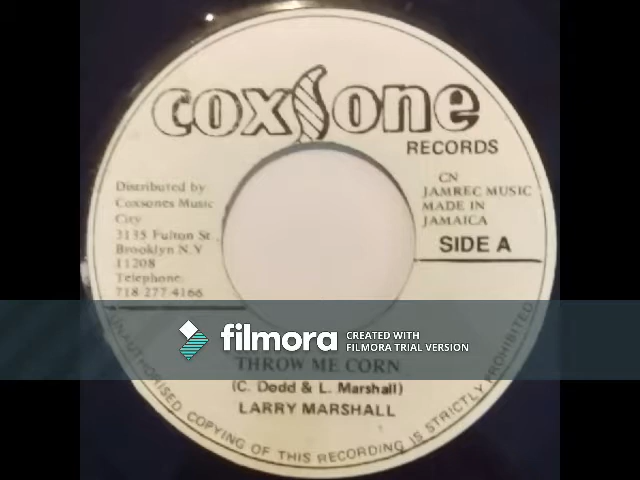 coxsone
RECORDS
Distributed by
Coxsones Music
City
3135 Fulton St
Brooklyn N.Y
11208
Telephone
718 277 4166
CN
JAMREC MUSIC
MADE IN
JAMAICA
SIDE A
filmora
CREATED WITH
FILMORA TRIAL VERSION
THROW ME CORN
(C. Dodd & L. Marshall)
LARRY MARSHALL
UNAUTHORISED COPYING OF THIS RECORDING IS STRICTLY PROHIBITED